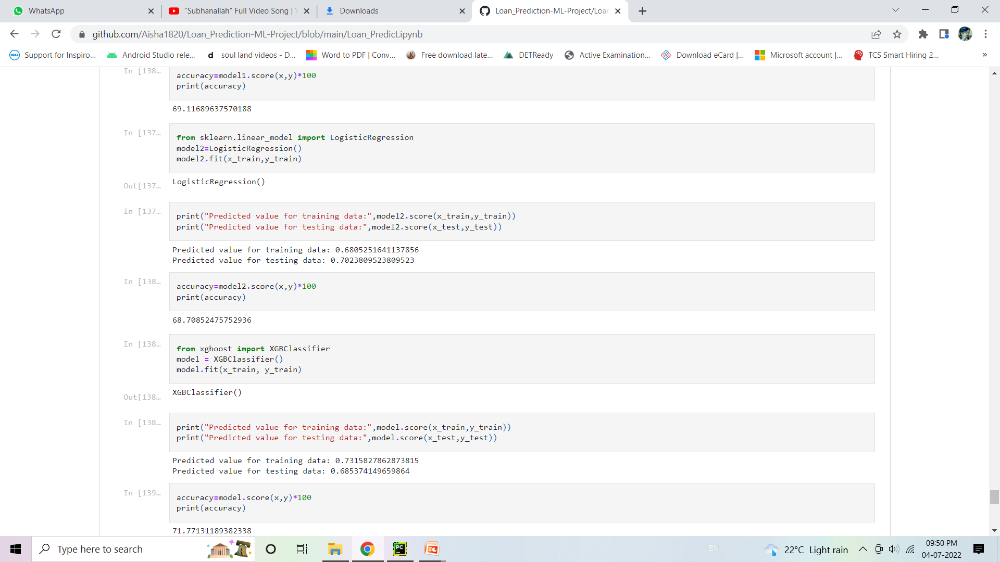 WhatsApp
"Subhanallah" Full Video Song | Y
Downloads
Loan_Prediction-ML-Project/Loan
github.com/Aisha1820/Loan_Prediction-ML-Project/blob/main/Loan_Predict.ipynb
Support for Inspiro...
Android Studio rele...
soul land videos - D...
Word to PDF | Conv...
Free download late...
DETReady
Active Examination...
Download eCard |...
Microsoft account |...
TCS Smart Hiring 2...
»
In [138...
accuracy=model1.score(x,y)*100
print(accuracy)
69.11689637570188
In [137...
from sklearn.linear_model import LogisticRegression
model2=LogisticRegression()
model2.fit(x_train,y_train)
Out[137...
LogisticRegression()
In [137...
print("Predicted value for training data:",model2.score(x_train,y_train))
print("Predicted value for testing data:",model2.score(x_test,y_test))
Predicted value for training data: 0.6805251641137856
Predicted value for testing data: 0.7023809523809523
In [138...
accuracy=model2.score(x,y)*100
print(accuracy)
68.70852475752936
In [138...
from xgboost import XGBClassifier
model = XGBClassifier()
model.fit(x_train, y_train)
Out[138...
XGBClassifier()
In [138...
print("Predicted value for training data:",model.score(x_train,y_train))
print("Predicted value for testing data:",model.score(x_test,y_test))
Predicted value for training data: 0.7315827862873815
Predicted value for testing data: 0.685374149659864
In [139...
accuracy=model.score(x,y)*100
print(accuracy)
71.77131189382338
Type here to search
EN
22°C Light rain
09:50 PM
04-07-2022